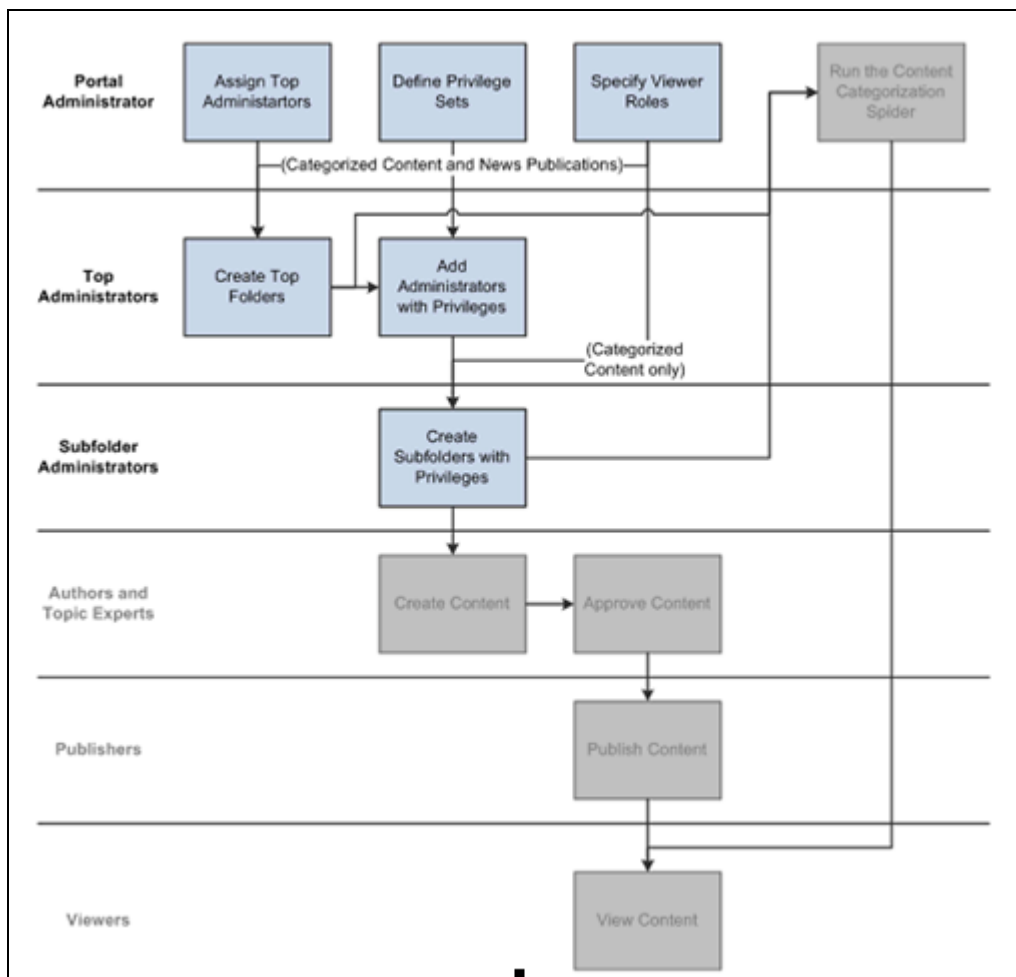 Portal
Administrator
Assign Top
Administartors
Define Privilege
Sets
Specify Viewer
Roles
Run the Content
Categorization
Spider
(Categorized Content and News Publications)
Top
Administrators
Create Top
Folders
Add
Administrators
with Privileges
(Categorized
Content only)
Subfolder
Administrators
Create
Subfolders with
Privileges
Authors and
Topic Experts
Create Content
Approve Content
Publishers
Publish Content
Viewers
View Content